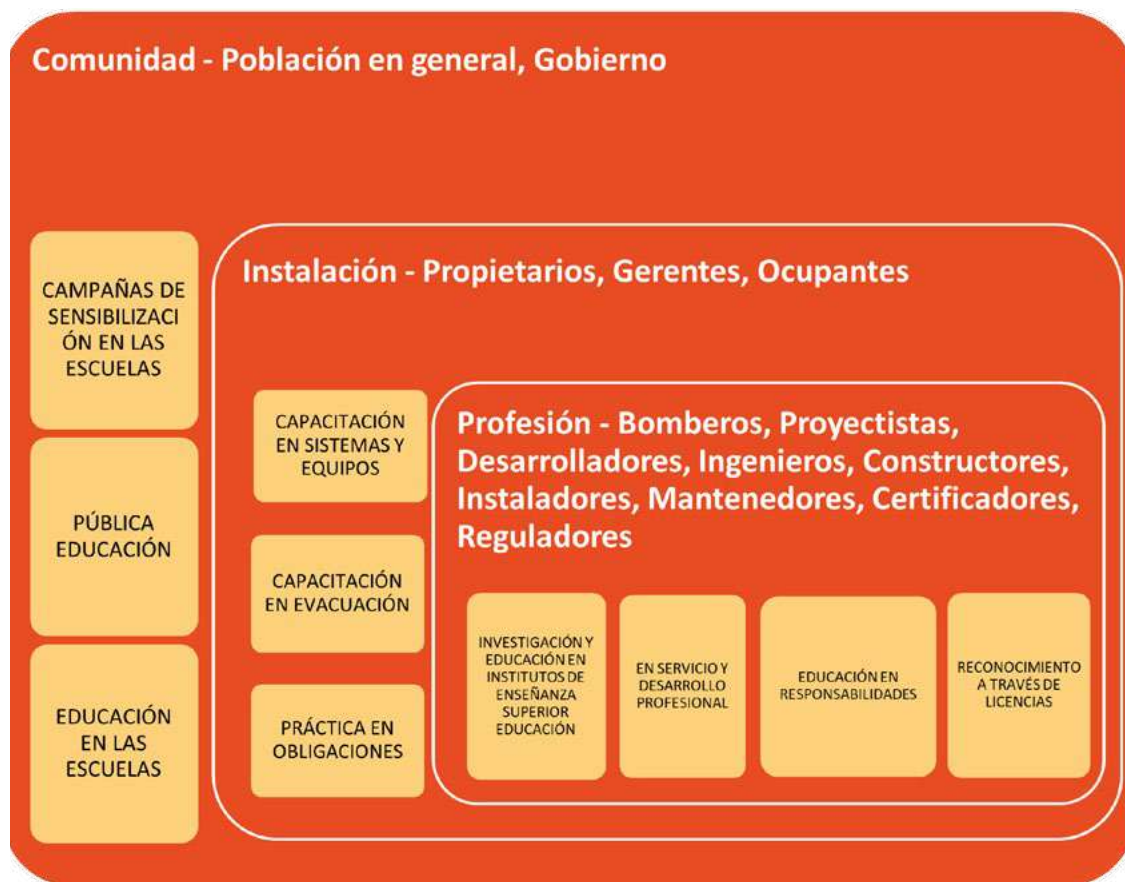 Comunidad - Población en general, Gobierno
CAMPAÑAS DE
SENSIBILIZACI
ÓN EN LAS
ESCUELAS
PÚBLICA
EDUCACIÓN
EDUCACIÓN
EN LAS
ESCUELAS
Instalación - Propietarios, Gerentes, Ocupantes
CAPACITACIÓN
EN SISTEMAS Y
EQUIPOS
CAPACITACIÓN
EN EVACUACIÓN
PRÁCTICA EN
OBLIGACIONES
Profesión - Bomberos, Proyectistas,
Desarrolladores, Ingenieros, Constructores,
Instaladores, Mantenedores, Certificadores,
Reguladores
INVESTIGACIÓN Y
EDUCACIÓN EN
INSTITUTOS DE
ENSEÑANZA
SUPERIOR
EDUCACIÓN
EN SERVICIO Y
DESARROLLO
PROFESIONAL
EDUCACIÓN EN
RESPONSABILIDADES
RECONOCIMIENTO
A TRAVÉS DE
LICENCIAS